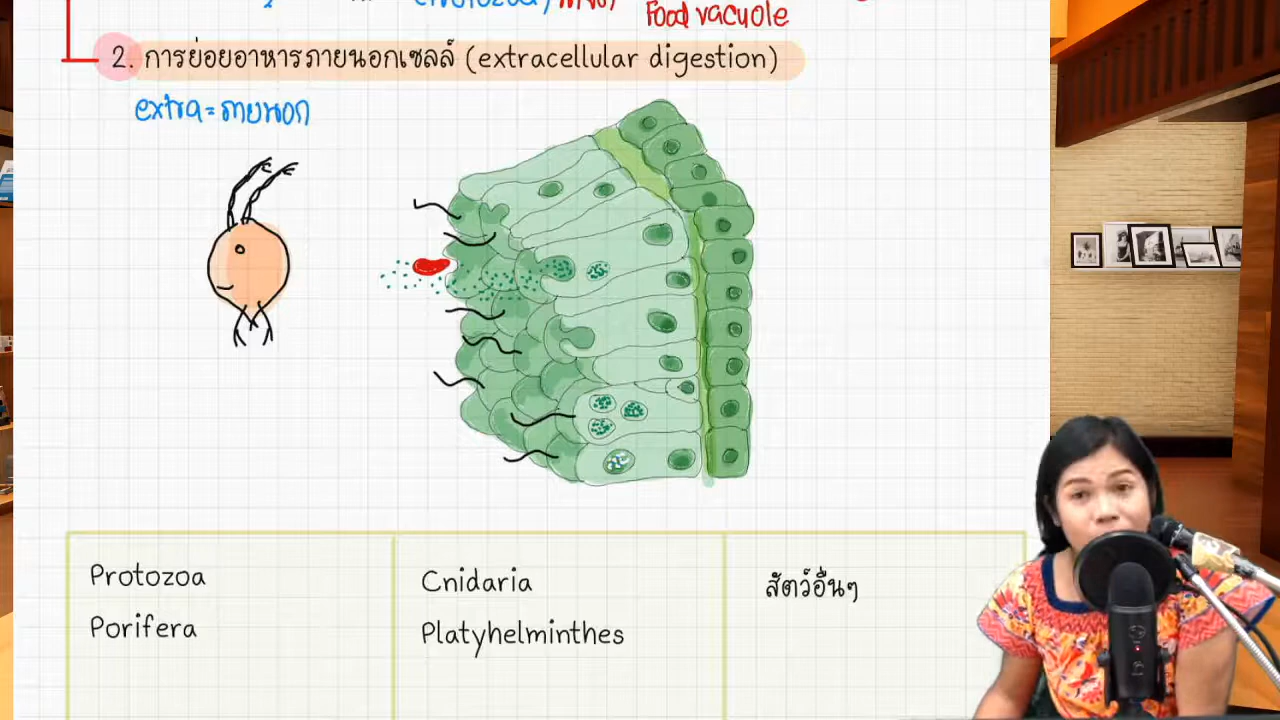 Food vacuole
2. การย่อยอาหารภายนอกเซลล์ (extracellular digestion)
extra = ภายนอก
Protozoa
Porifera
Cnidaria
Platyhelminthes
สัตว์อื่นๆ